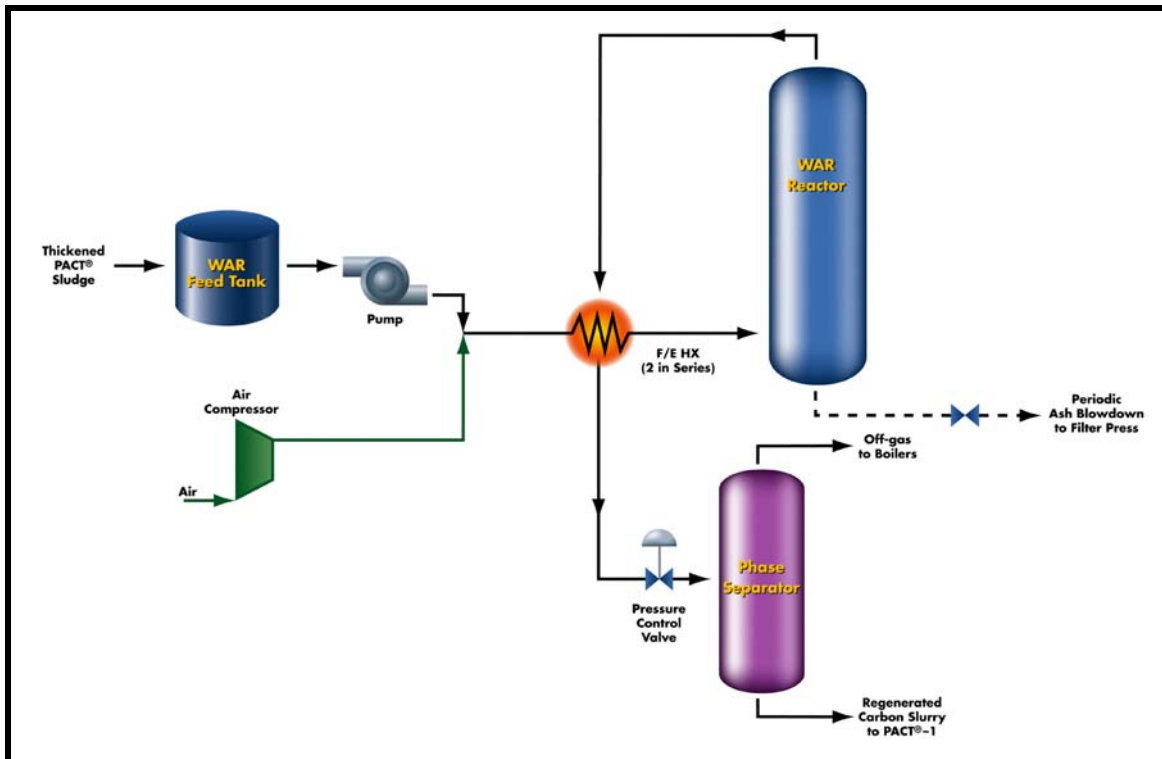 WAR
Reactor
Thickened
PACT®
Sludge
WAR
Feed Tank
Pump
F/E HX
(2 in Series)
Air
Compressor
Air
Periodic
Ash Blowdown
to Filter Press
Off-gas
to Boilers
Phase
Separator
Pressure
Control
Valve
Regenerated
Carbon Slurry
to PACT®–1